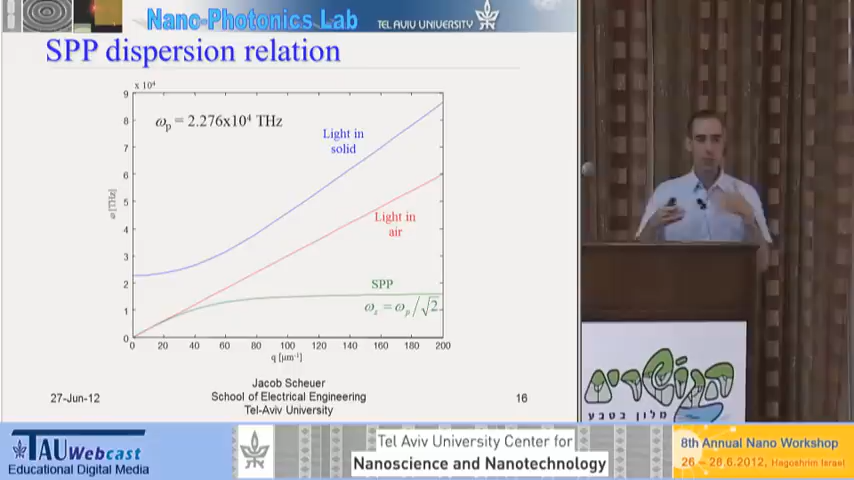 Nano-Photonics Lab
TEL AVIV UNIVERSITY
SPP dispersion relation
x 10⁴
9
8
7
6
5
4
3
2
1
0
ω [THz]
ωp = 2.276x10⁴ THz
Light in
solid
Light in
air
SPP
ωs = ωp/√2
0 20 40 60 80 100 120 140 160 180 200
q [μm⁻¹]
27-Jun-12
Jacob Scheuer
School of Electrical Engineering
Tel-Aviv University
16
הגושרים
מלון בטבע
TAU Webcast
Educational Digital Media
Tel Aviv University Center for
Nanoscience and Nanotechnology
8th Annual Nano Workshop
26 - 28.6.2012, Hagoshrim Israel